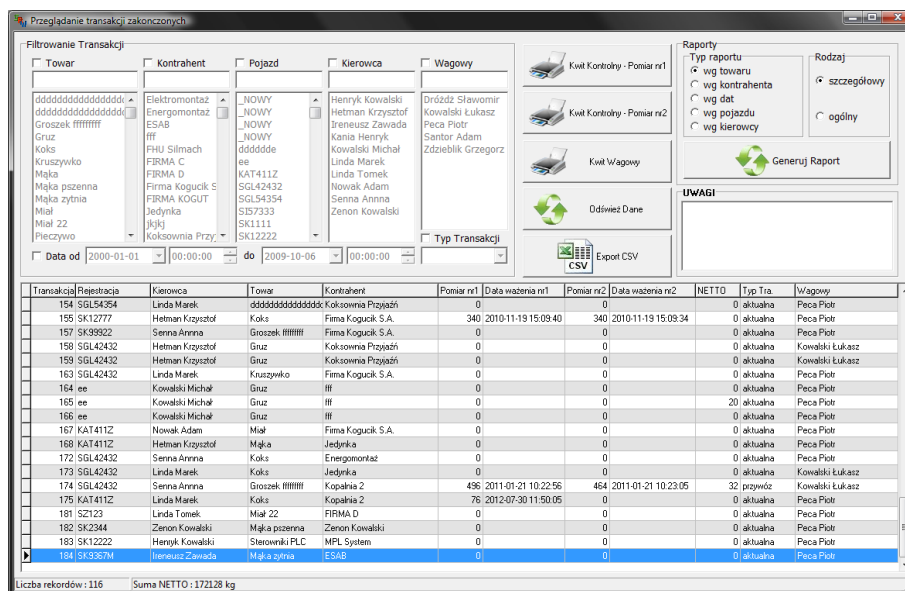 Przeglądanie transakcji zakonczonych
Filtrowanie Transakcji
Towar Kontrahent Pojazd Kierowca Wagowy
dddddddddddddddd Elektromontaż _NOWY Henryk Kowalski Dróżdż Sławomir
dddddddddddddddd Energomontaż _NOWY Hetman Krzysztof Kowalski Łukasz
Groszek fffffffff ESAB _NOWY Ireneusz Zawada Peca Piotr
Gruz fff _NOWY Kania Henryk Santor Adam
Koks FHU Silmach dddddde Kowalski Michał Zdzieblik Grzegorz
Kruszywko FIRMA C ee Linda Marek
Mąka FIRMA D KAT411Z Linda Tomek
Mąka pszenna Firma Kogucik S SGL42432 Nowak Adam
Mąka zytnia FIRMA KOGUT SGL54354 Senna Annna
Miał Jedynka SI57333 Zenon Kowalski
Miał 22 jkjkj SK1111
Pieczywo Koksownia Przy SK12222
Typ Transakcji
Data od 2000-01-01 00:00:00 do 2009-10-06 00:00:00
Kwit Kontrolny - Pomiar nr1
Kwit Kontrolny - Pomiar nr2
Kwit Wagowy
Odśwież Dane
CSV Export CSV
Raporty
Typ raportu
wg towaru
wg kontrahenta
wg dat
wg pojazdu
wg kierowcy
Rodzaj
szczegółowy
ogólny
Generuj Raport
UWAGI
Transakcja Rejestracja Kierowca Towar Kontrahent Pomiar nr1 Data ważenia nr1 Pomiar nr2 Data ważenia nr2 NETTO Typ Tra. Wagowy
154 SGL54354 Linda Marek ddddddddddddddd Koksownia Przyjaźń 0 0 0 aktualna Peca Piotr
155 SK12777 Hetman Krzysztof Koks Firma Kogucik S.A. 340 2010-11-19 15:09:40 340 2010-11-19 15:09:34 0 aktualna Peca Piotr
157 SK99922 Senna Annna Groszek fffffffff Firma Kogucik S.A. 0 0 0 aktualna Peca Piotr
158 SGL42432 Hetman Krzysztof Gruz Koksownia Przyjaźń 0 0 0 aktualna Kowalski Łukasz
159 SGL42432 Hetman Krzysztof Gruz Koksownia Przyjaźń 0 0 0 aktualna Kowalski Łukasz
163 SGL42432 Linda Marek Kruszywko Firma Kogucik S.A. 0 0 0 aktualna Peca Piotr
164 ee Kowalski Michał Gruz fff 0 0 0 aktualna Peca Piotr
165 ee Kowalski Michał Gruz fff 0 0 20 aktualna Peca Piotr
166 ee Kowalski Michał Gruz fff 0 0 0 aktualna Peca Piotr
167 KAT411Z Nowak Adam Miał Firma Kogucik S.A. 0 0 0 aktualna Peca Piotr
168 KAT411Z Hetman Krzysztof Mąka Jedynka 0 0 0 aktualna Peca Piotr
172 SGL42432 Senna Annna Koks Energomontaż 0 0 0 aktualna Peca Piotr
173 SGL42432 Linda Marek Koks Jedynka 0 0 0 aktualna Kowalski Łukasz
174 SGL42432 Senna Annna Groszek fffffffff Kopalnia 2 496 2011-01-21 10:22:56 464 2011-01-21 10:23:05 32 przywóz Kowalski Łukasz
175 KAT411Z Linda Marek Koks Kopalnia 2 76 2012-07-30 11:50:05 0 0 aktualna Peca Piotr
181 SZ123 Linda Tomek Miał 22 FIRMA D 0 0 0 aktualna Peca Piotr
182 SK2344 Zenon Kowalski Mąka pszenna Zenon Kowalski 0 0 0 aktualna Peca Piotr
183 SK12222 Henryk Kowalski Sterowniki PLC MPL System 0 0 0 aktualna Peca Piotr
184 SK9367M Ireneusz Zawada Mąka zytnia ESAB 0 0 0 aktualna Peca Piotr
Liczba rekordów : 116 Suma NETTO : 172128 kg